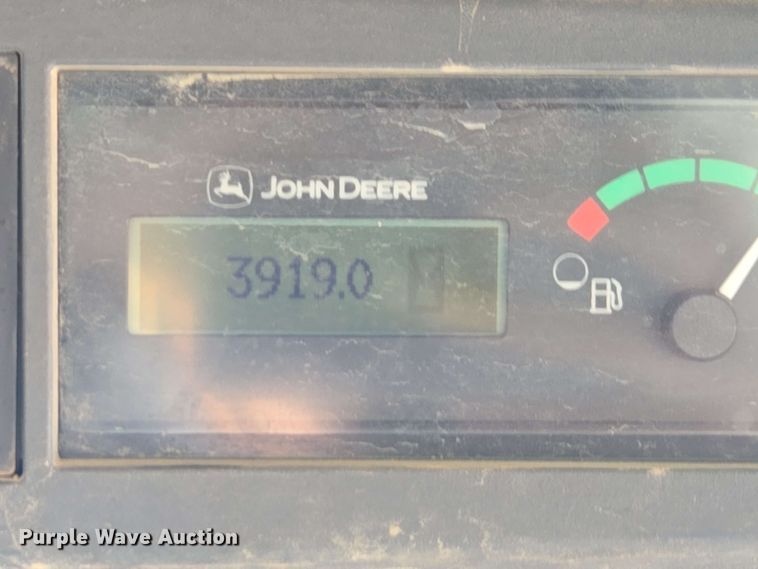 JOHN DEERE
3919.0
Purple Wave Auction